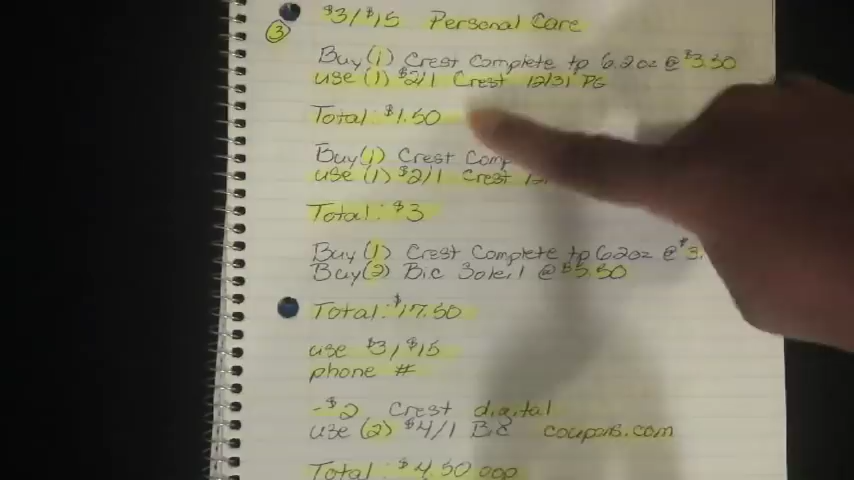 $3/$15 Personal Care
3
Buy (1) Crest Complete tp 6.2oz @ $3.50
use (1) $2/1 Crest 12/31 PG
Total: $1.50
Buy (1) Crest Comp
use (1) $2/1 Crest 12
Total: $3
Buy (1) Crest Complete tp 6.2oz @ $3.
Buy (2) Bic Soleil @ $5.50
Total: $17.50
use $3/$15
phone #
-$2 Crest digital
use (2) $4/1 Bic coupons.com
Total: $4.50 oop